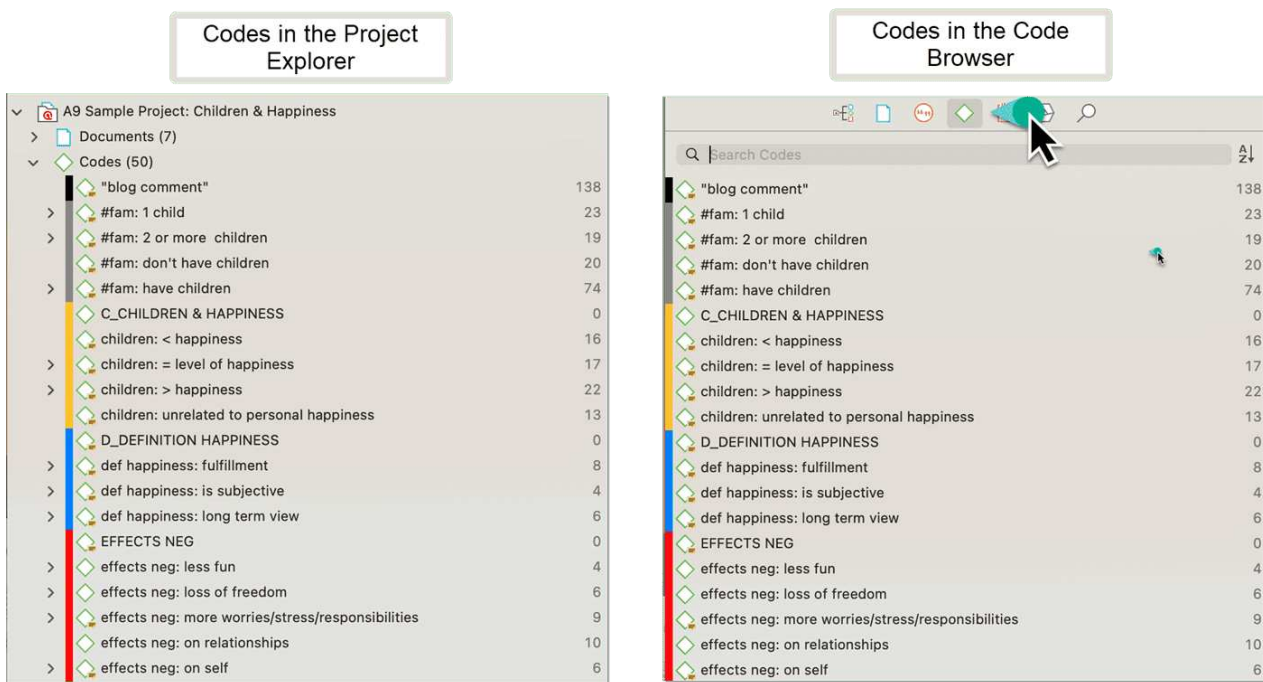 Codes in the Project
Explorer
A9 Sample Project: Children & Happiness
Documents (7)
Codes (50)
"blog comment" 138
#fam: 1 child 23
#fam: 2 or more  children 19
#fam: don't have children 20
#fam: have children 74
C_CHILDREN & HAPPINESS 0
children: < happiness 16
children: = level of happiness 17
children: > happiness 22
children: unrelated to personal happiness 13
D_DEFINITION HAPPINESS 0
def happiness: fulfillment 8
def happiness: is subjective 4
def happiness: long term view 6
EFFECTS NEG 0
effects neg: less fun 4
effects neg: loss of freedom 6
effects neg: more worries/stress/responsibilities 9
effects neg: on relationships 10
effects neg: on self 6
Codes in the Code
Browser
Search Codes
"blog comment" 138
#fam: 1 child 23
#fam: 2 or more  children 19
#fam: don't have children 20
#fam: have children 74
C_CHILDREN & HAPPINESS 0
children: < happiness 16
children: = level of happiness 17
children: > happiness 22
children: unrelated to personal happiness 13
D_DEFINITION HAPPINESS 0
def happiness: fulfillment 8
def happiness: is subjective 4
def happiness: long term view 6
EFFECTS NEG 0
effects neg: less fun 4
effects neg: loss of freedom 6
effects neg: more worries/stress/responsibilities 9
effects neg: on relationships 10
effects neg: on self 6